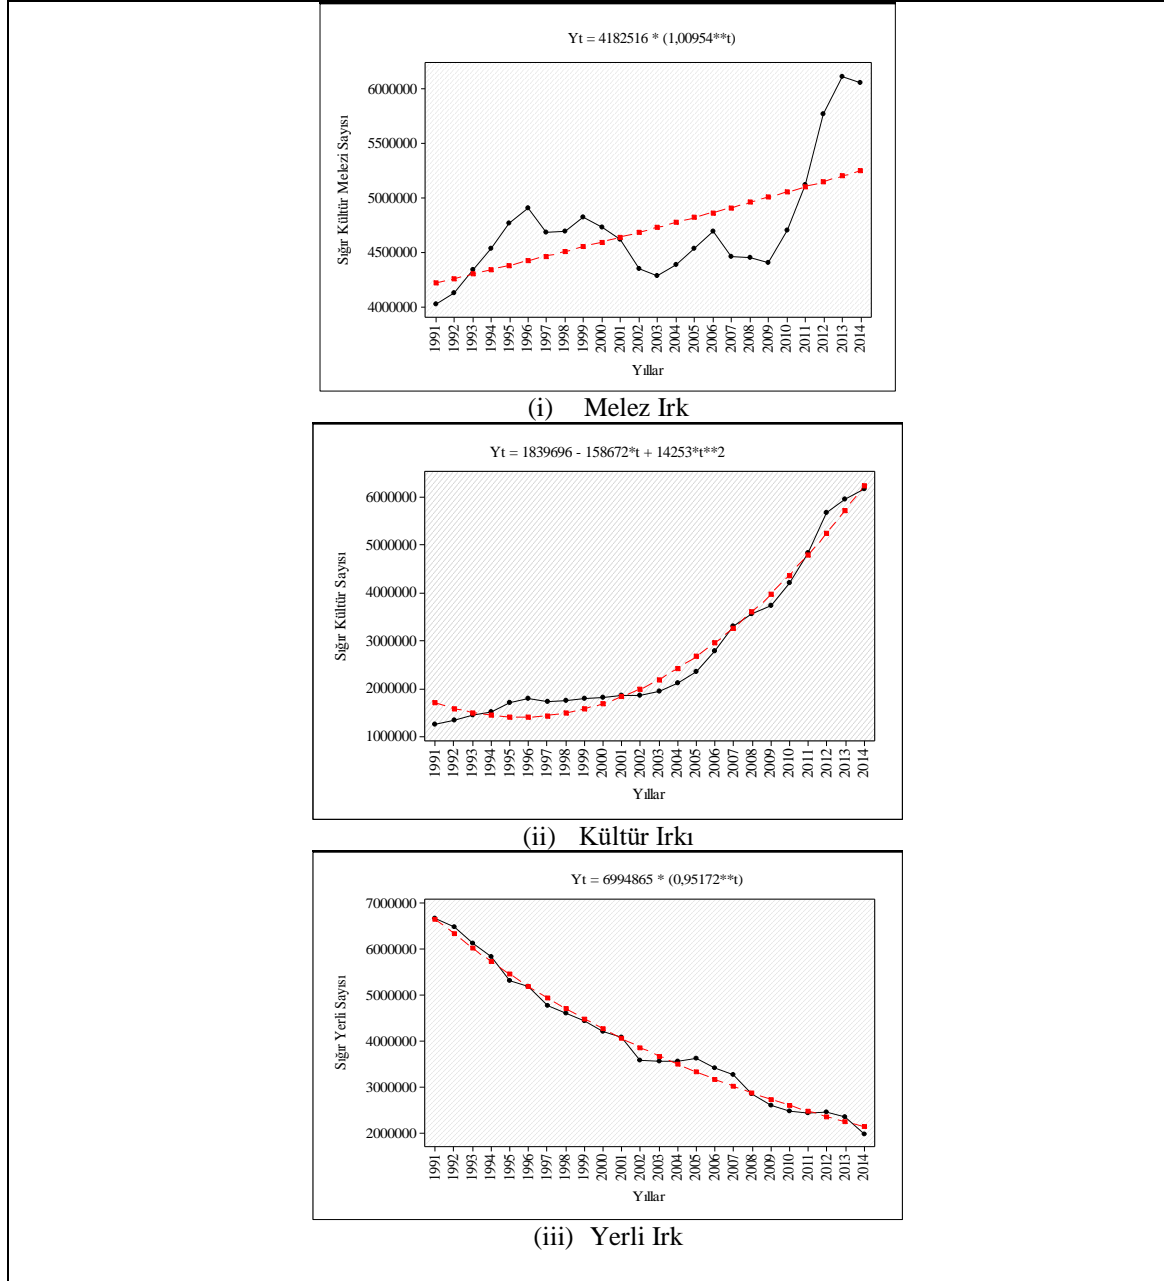 Yt = 4182516 * (1,00954**t)
Sığır Kültür Melezi Sayısı
6000000
5500000
5000000
4500000
4000000
1991 1992 1993 1994 1995 1996 1997 1998 1999 2000 2001 2002 2003 2004 2005 2006 2007 2008 2009 2010 2011 2012 2013 2014
Yıllar
(i) Melez Irk
Yt = 1839696 - 158672*t + 14253*t**2
Sığır Kültür Sayısı
6000000
5000000
4000000
3000000
2000000
1000000
1991 1992 1993 1994 1995 1996 1997 1998 1999 2000 2001 2002 2003 2004 2005 2006 2007 2008 2009 2010 2011 2012 2013 2014
Yıllar
(ii) Kültür Irkı
Yt = 6994865 * (0,95172**t)
Sığır Yerli Sayısı
7000000
6000000
5000000
4000000
3000000
2000000
1991 1992 1993 1994 1995 1996 1997 1998 1999 2000 2001 2002 2003 2004 2005 2006 2007 2008 2009 2010 2011 2012 2013 2014
Yıllar
(iii) Yerli Irk